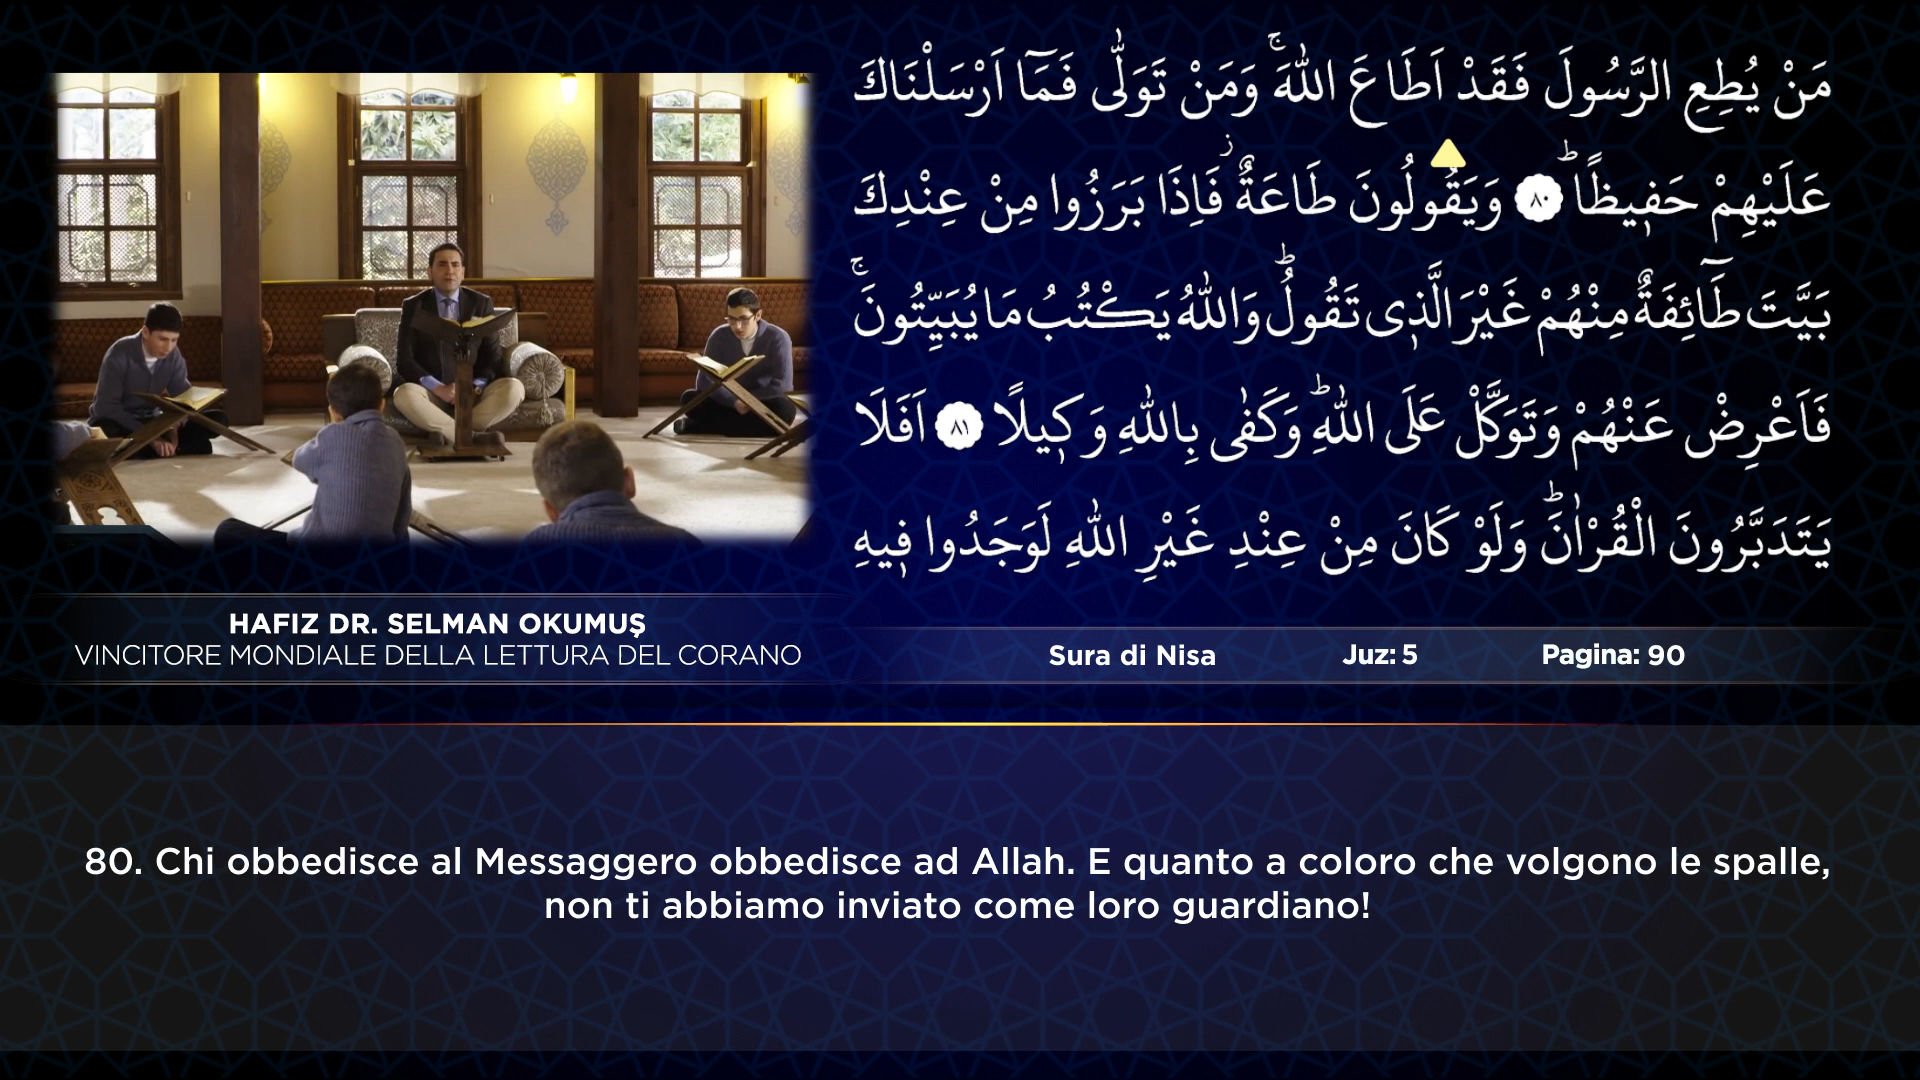 مَنْ يُطِعِ الرَّسُولَ فَقَدْ اَطَاعَ اللّٰهَۚ وَمَنْ تَوَلّٰى فَمَٓا اَرْسَلْنَاكَ
عَلَيْهِمْ حَفٖيظًاۜ ﴿٨٠﴾ وَيَقُولُونَ طَاعَةٌۘ فَاِذَا بَرَزُوا مِنْ عِنْدِكَ
بَيَّتَ طَٓائِفَةٌ مِنْهُمْ غَيْرَ الَّذٖى تَقُولُۜ وَاللّٰهُ يَكْتُبُ مَا يُبَيِّتُونَۚ
فَاَعْرِضْ عَنْهُمْ وَتَوَكَّلْ عَلَى اللّٰهِۜ وَكَفٰى بِاللّٰهِ وَكٖيلًا ﴿٨١﴾ اَفَلَا
يَتَدَبَّرُونَ الْقُرْاٰنَۜ وَلَوْ كَانَ مِنْ عِنْدِ غَيْرِ اللّٰهِ لَوَجَدُوا فٖيهِ
HAFIZ DR. SELMAN OKUMUŞ
VINCITORE MONDIALE DELLA LETTURA DEL CORANO
Sura di Nisa Juz: 5 Pagina: 90
80. Chi obbedisce al Messaggero obbedisce ad Allah. E quanto a coloro che volgono le spalle,
non ti abbiamo inviato come loro guardiano!